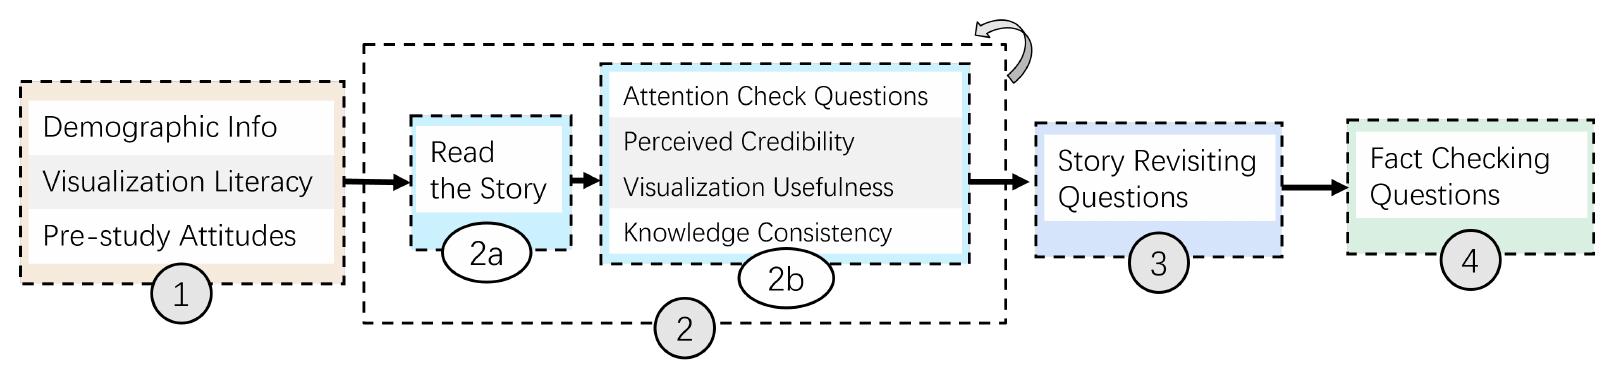 Demographic Info
Visualization Literacy
Pre-study Attitudes
1
Read
the Story
2a
Attention Check Questions
Perceived Credibility
Visualization Usefulness
Knowledge Consistency
2b
2
Story Revisiting
Questions
3
Fact Checking
Questions
4